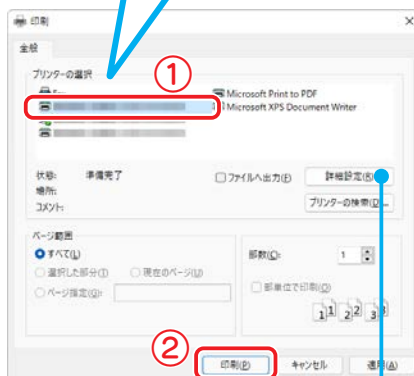 印刷
全般
プリンターの選択
①
Microsoft Print to PDF
Microsoft XPS Document Writer
状態: 準備完了
場所:
コメント:
ファイルへ出力(F)
詳細設定(R)
プリンターの検索(D)...
ページ範囲
すべて(L)
選択した部分(T) 現在のページ(U)
ページ指定(G):
部数(C): 1
部単位で印刷(O)
1 1 2 2 3 3
②
印刷(P) キャンセル 適用(A)